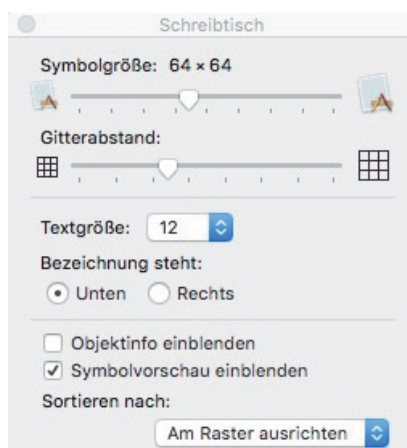 Schreibtisch
Symbolgröße: 64 × 64
Gitterabstand:
Textgröße: 12
Bezeichnung steht:
Unten Rechts
Objektinfo einblenden
Symbolvorschau einblenden
Sortieren nach:
Am Raster ausrichten